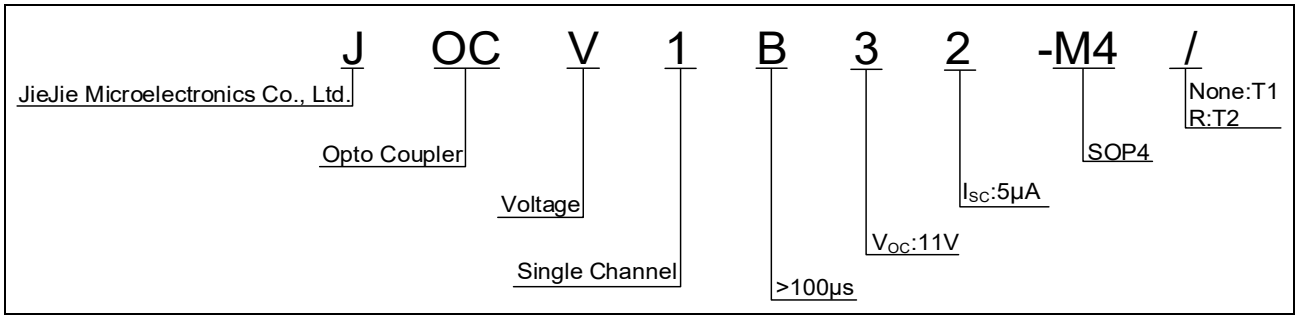 J OC V 1 B 3 2 -M4 /
JieJie Microelectronics Co., Ltd.
None:T1
R:T2
Opto Coupler
SOP4
Voltage
ISC:5μA
VOC:11V
Single Channel
>100μs